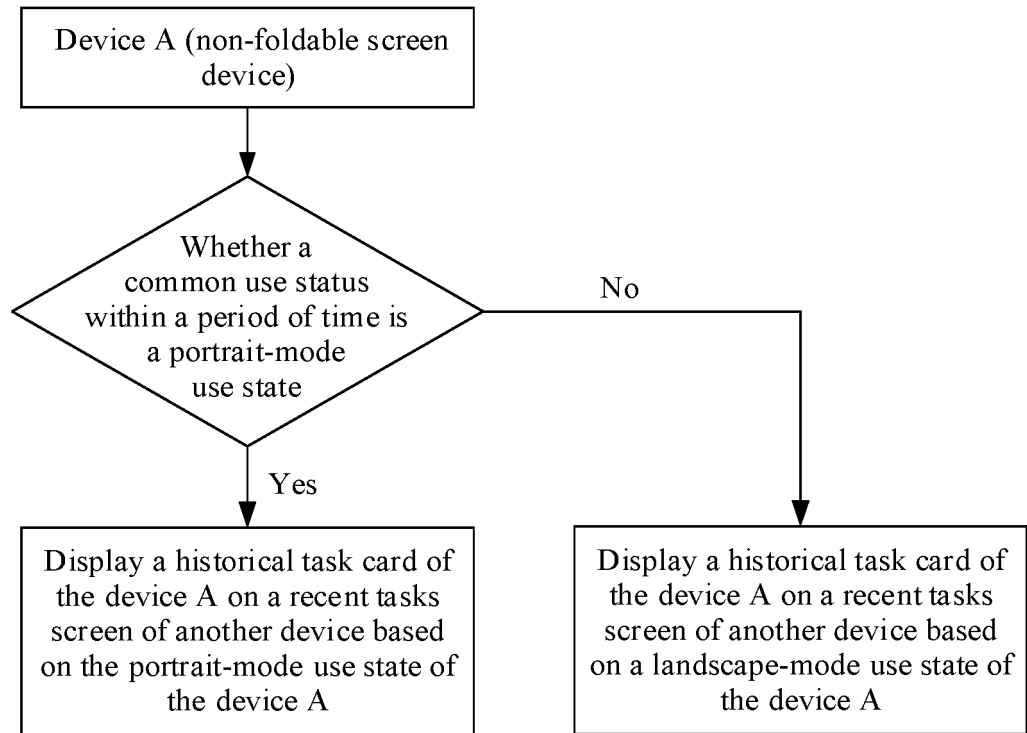 Device A (non-foldable screen
device)
Whether a
common use status
within a period of time is
a portrait-mode
use state
No
Yes
Display a historical task card of
the device A on a recent tasks
screen of another device based
on the portrait-mode use state of
the device A
Display a historical task card of
the device A on a recent tasks
screen of another device based
on a landscape-mode use state of
the device A